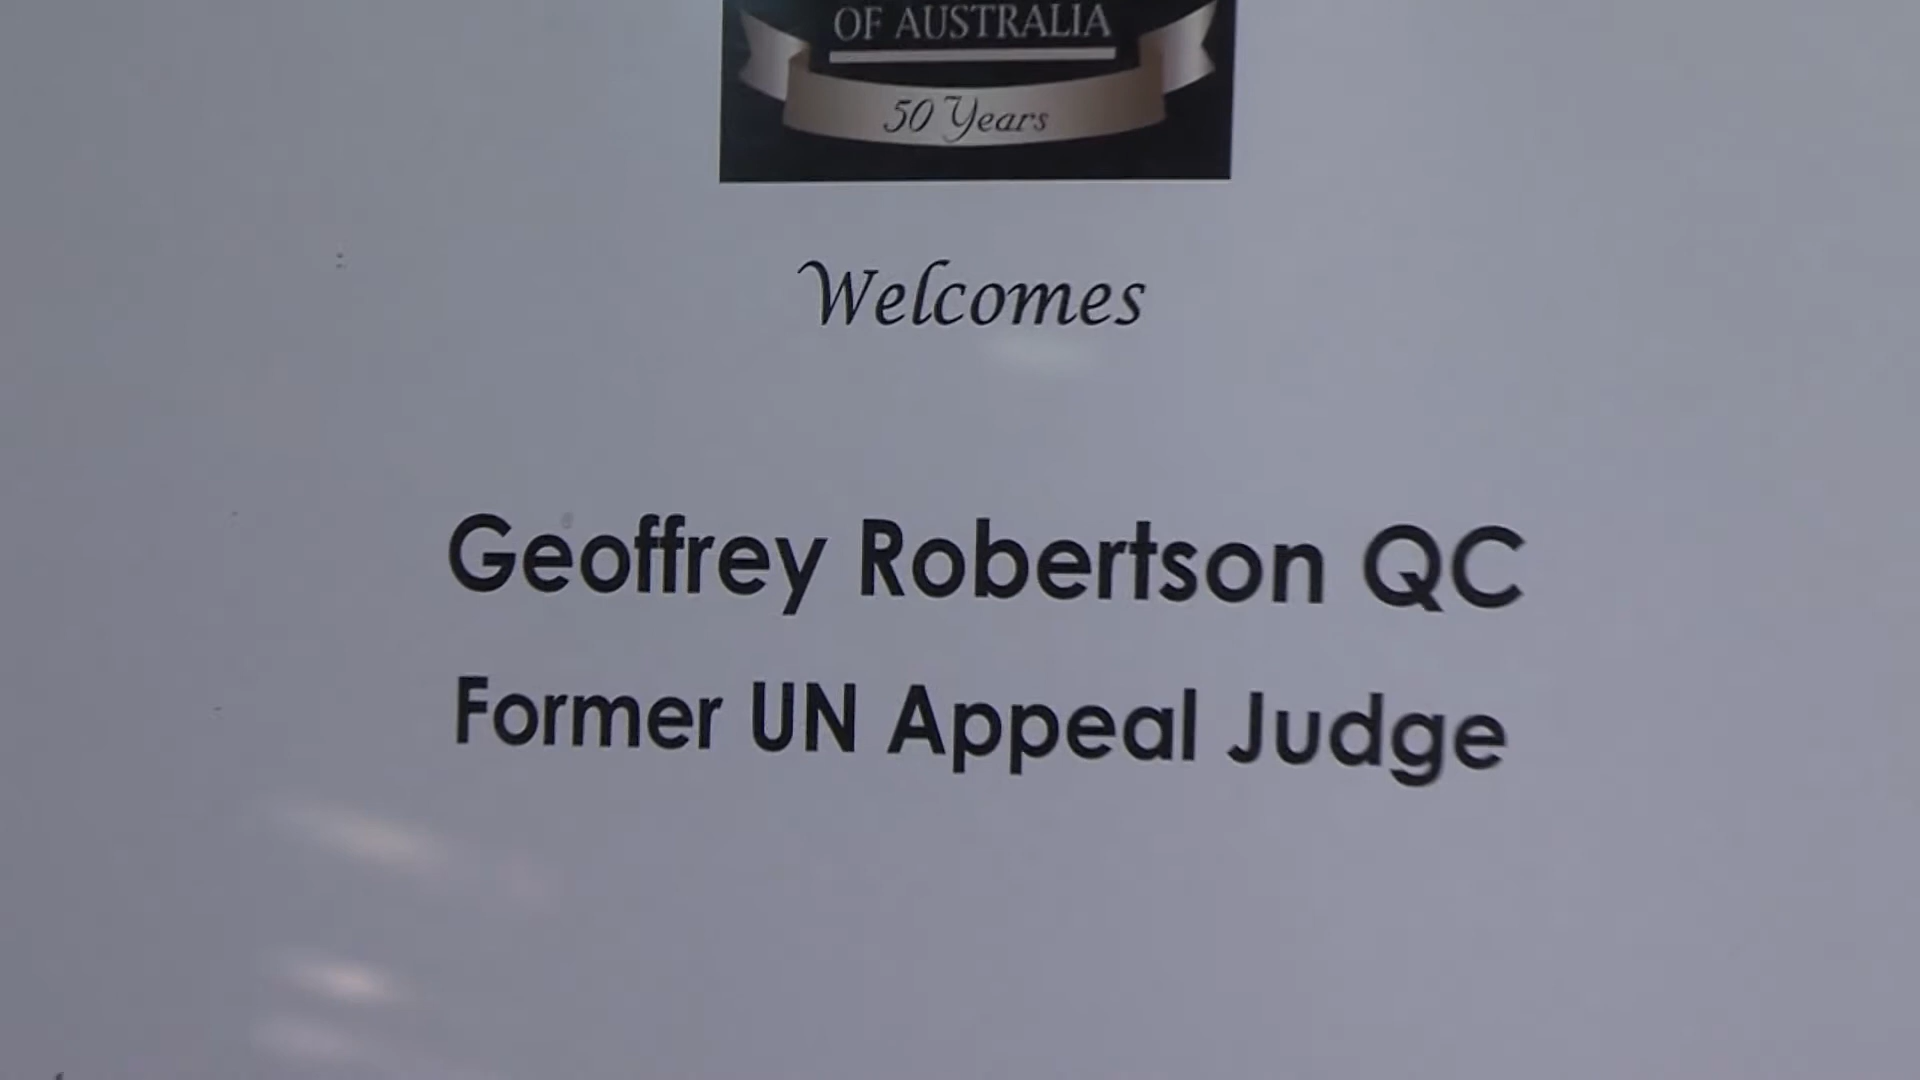 OF AUSTRALIA
50 Years
Welcomes
Geoffrey Robertson QC
Former UN Appeal Judge